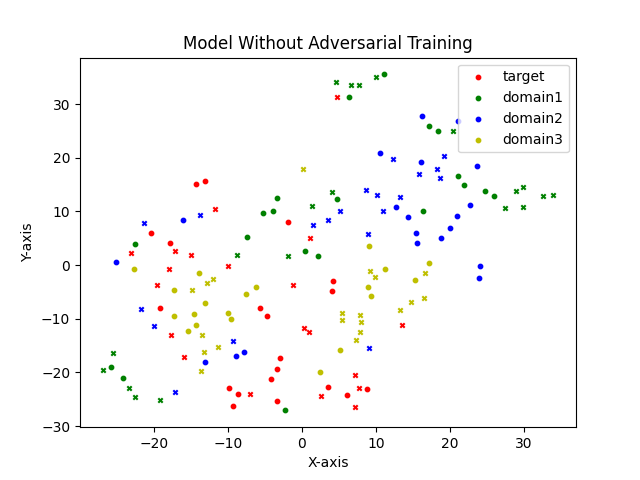 Model Without Adversarial Training
target
domain1
domain2
domain3
Y-axis
30
20
10
0
−10
−20
−30
−20
−10
0
10
20
30
X-axis